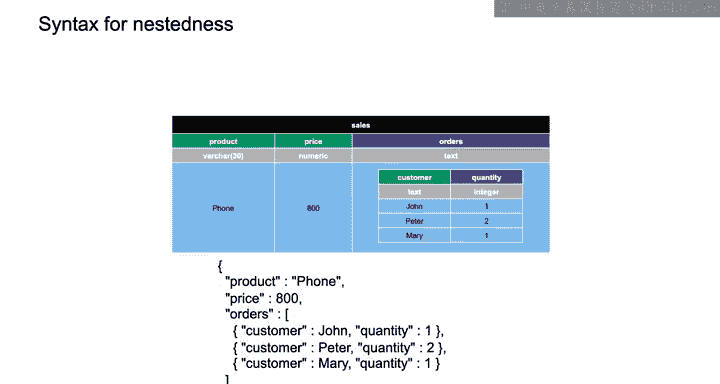 Syntax for nestedness
sales
product price orders
varchar(30) numeric text
customer quantity
text integer
John 1
Phone 800 Peter 2
Mary 1
{
"product" : "Phone",
"price" : 800,
"orders" : [
{ "customer" : John, "quantity" : 1 },
{ "customer" : Peter, "quantity" : 2 },
{ "customer" : Mary, "quantity" : 1 }
]